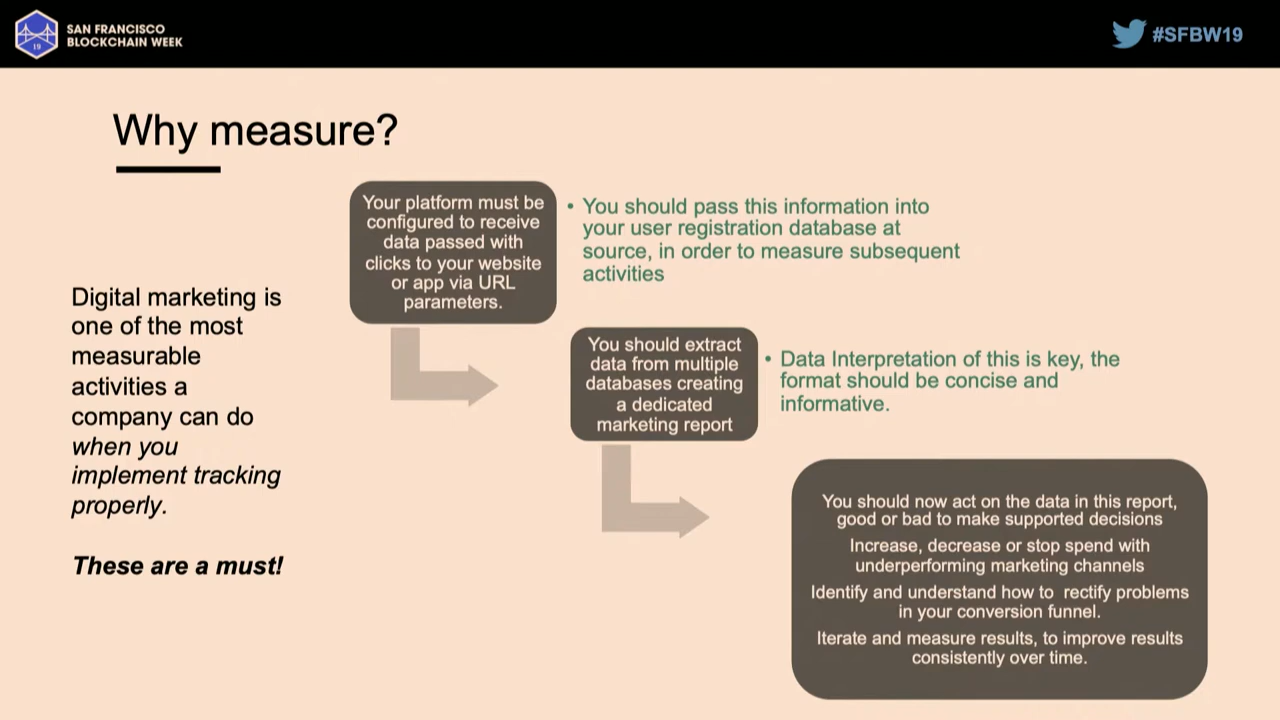 SAN FRANCISCO
BLOCKCHAIN WEEK
19
#SFBW19
Why measure?
Digital marketing is
one of the most
measurable
activities a
company can do
when you
implement tracking
properly.
These are a must!
Your platform must be
configured to receive
data passed with
clicks to your website
or app via URL
parameters.
• You should pass this information into
your user registration database at
source, in order to measure subsequent
activities
You should extract
data from multiple
databases creating
a dedicated
marketing report
• Data Interpretation of this is key, the
format should be concise and
informative.
You should now act on the data in this report,
good or bad to make supported decisions
Increase, decrease or stop spend with
underperforming marketing channels
Identify and understand how to rectify problems
in your conversion funnel.
Iterate and measure results, to improve results
consistently over time.